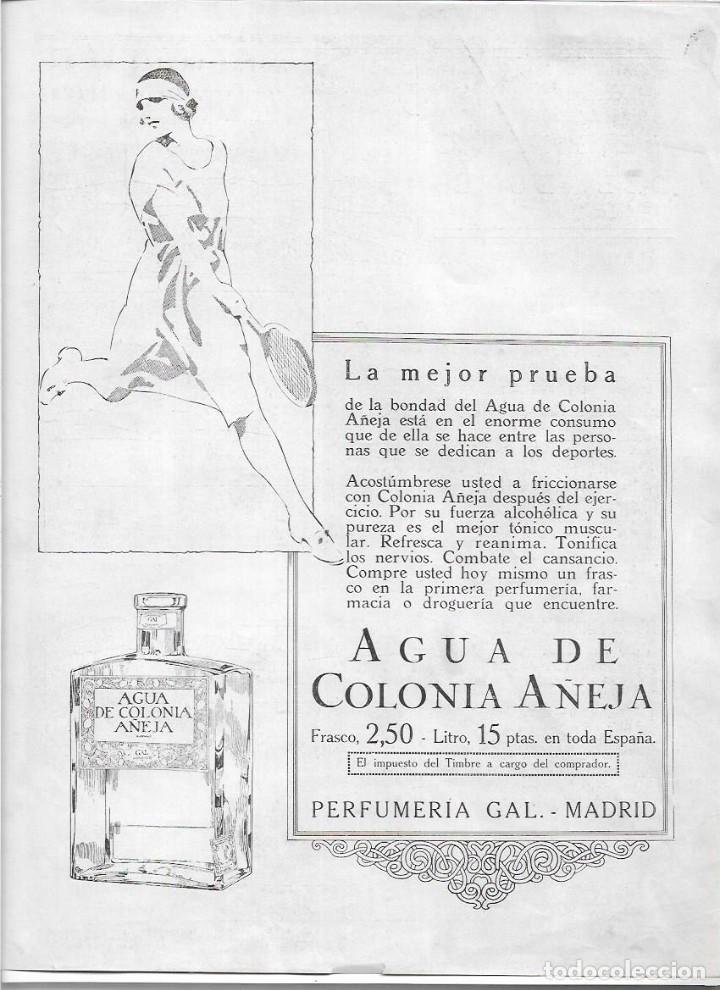 La mejor prueba
de la bondad del Agua de Colonia
Añeja está en el enorme consumo
que de ella se hace entre las perso-
nas que se dedican a los deportes.
Acostúmbrese usted a friccionarse
con Colonia Añeja después del ejer-
cicio. Por su fuerza alcohólica y su
pureza es el mejor tónico muscu-
lar. Refresca y reanima. Tonifica
los nervios. Combate el cansancio.
Compre usted hoy mismo un fras-
co en la primera perfumería, far-
macia o droguería que encuentre.
AGUA DE
COLONIA AÑEJA
Frasco, 2,50 - Litro, 15 ptas. en toda España.
El impuesto del Timbre a cargo del comprador.
PERFUMERÍA GAL. - MADRID
GAL
AGUA
DE COLONIA
AÑEJA
GAL
todocoleccion